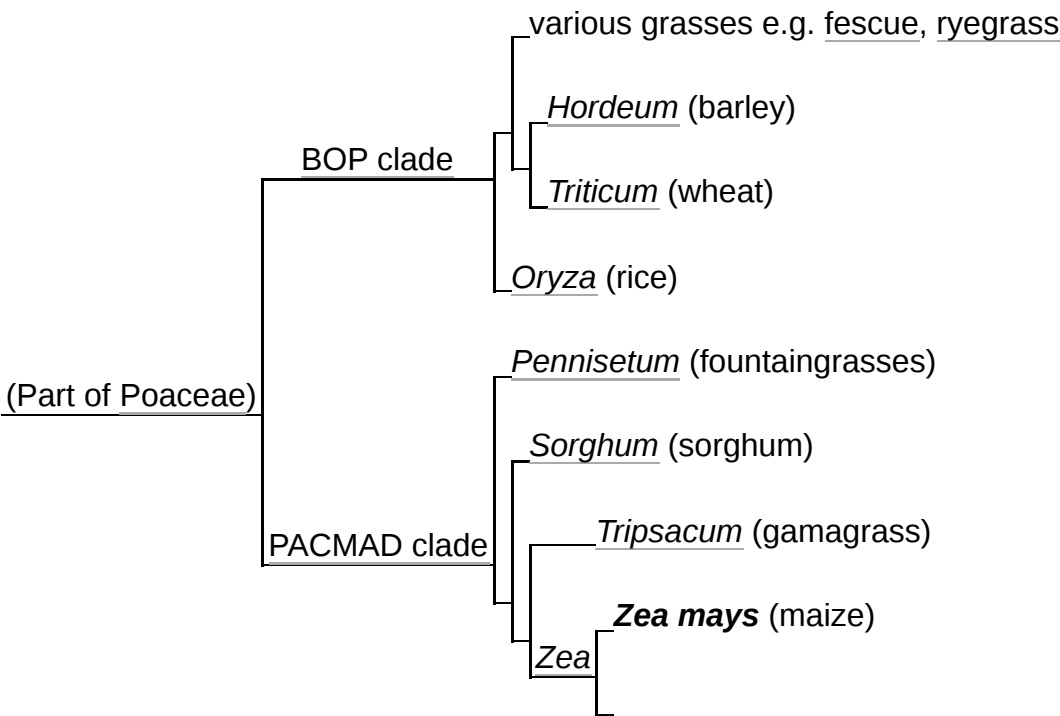 various grasses e.g. fescue, ryegrass
Hordeum (barley)
BOP clade
Triticum (wheat)
Oryza (rice)
Pennisetum (fountaingrasses)
(Part of Poaceae)
Sorghum (sorghum)
Tripsacum (gamagrass)
PACMAD clade
Zea mays (maize)
Zea